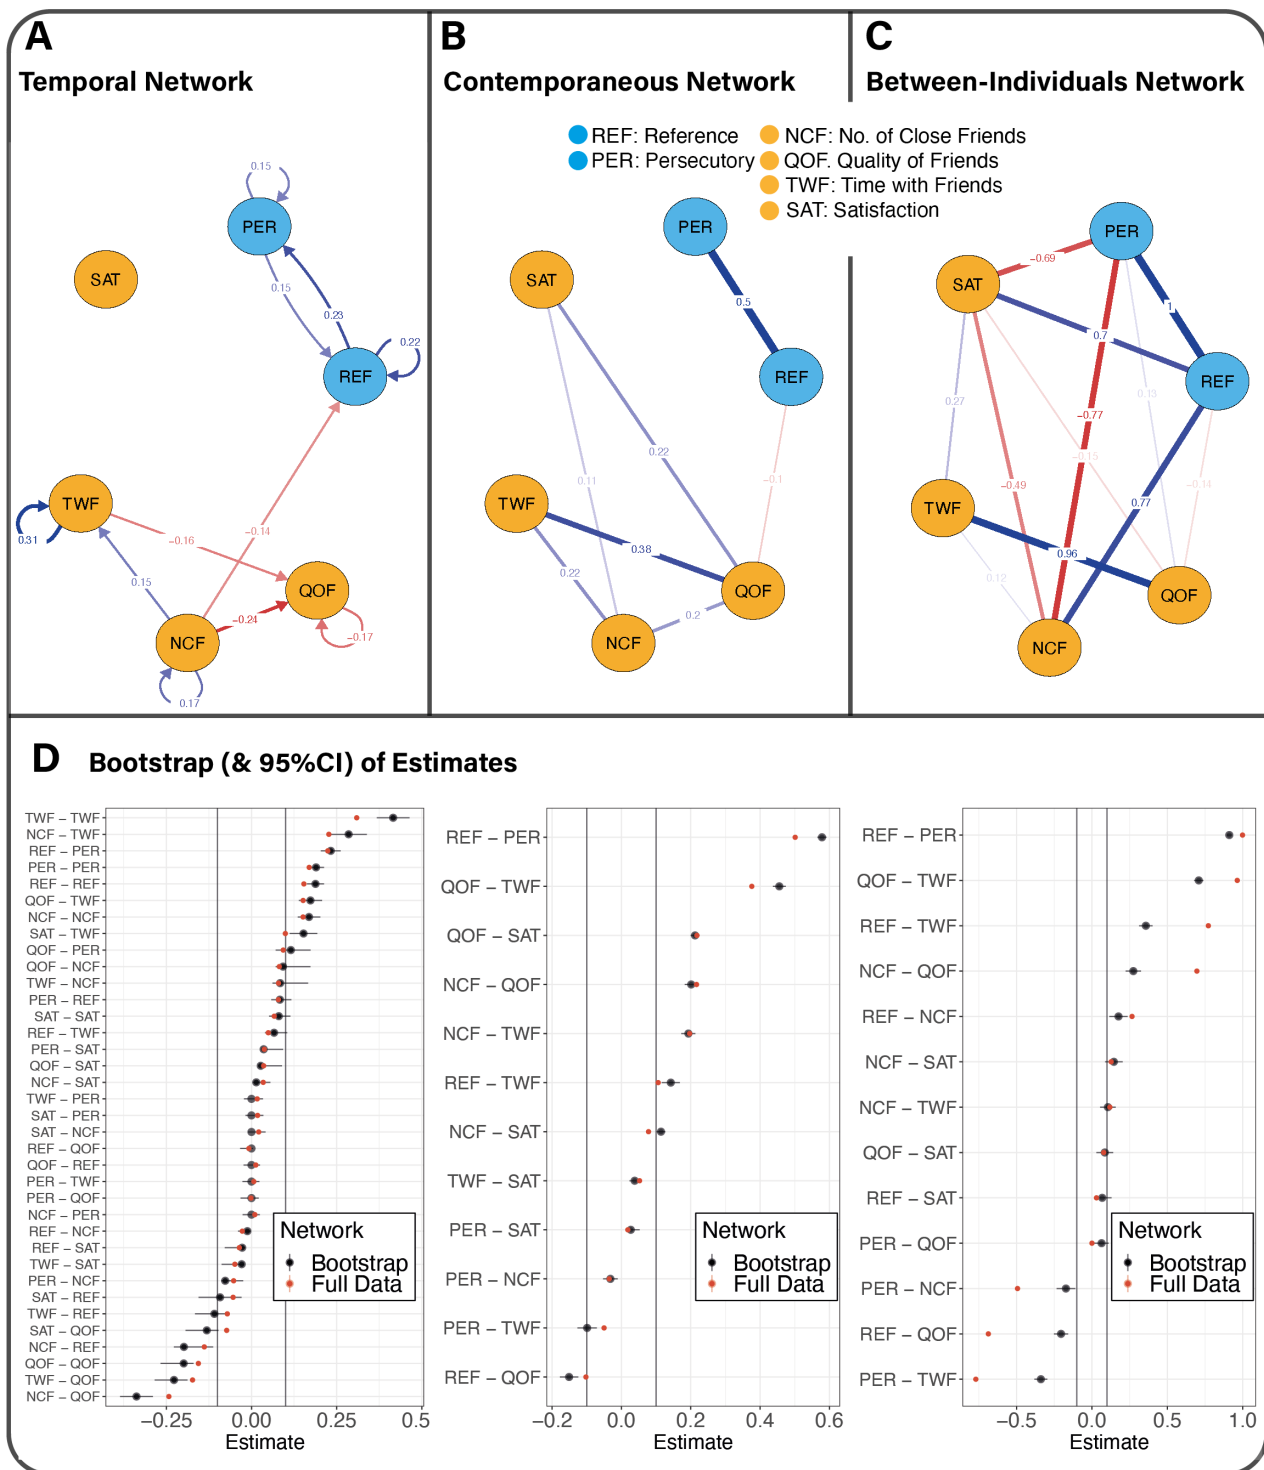 A
Temporal Network
B
Contemporaneous Network
C
Between-Individuals Network
REF: Reference
PER: Persecutory
NCF: No. of Close Friends
QOF. Quality of Friends
TWF: Time with Friends
SAT: Satisfaction
0.15
PER
SAT
0.15
0.23
0.22
REF
TWF
0.31
−0.16
−0.14
0.15
QOF
−0.24
−0.17
NCF
0.17
PER
SAT
0.5
REF
0.22
0.11
−0.1
TWF
0.38
0.22
QOF
0.2
NCF
PER
−0.69
SAT
1
0.7
REF
0.13
0.27
−0.77
−0.15
−0.49
−0.14
0.77
TWF
0.96
0.12
QOF
NCF
D
Bootstrap (& 95%CI) of Estimates
TWF − TWF
NCF − TWF
REF − PER
PER − PER
REF − REF
QOF − TWF
NCF − NCF
SAT − TWF
QOF − PER
QOF − NCF
TWF − NCF
PER − REF
SAT − SAT
REF − TWF
PER − SAT
QOF − SAT
NCF − SAT
TWF − PER
SAT − PER
SAT − NCF
REF − QOF
QOF − REF
PER − TWF
PER − QOF
NCF − PER
REF − NCF
REF − SAT
TWF − SAT
PER − NCF
SAT − REF
TWF − REF
SAT − QOF
NCF − REF
QOF − QOF
TWF − QOF
NCF − QOF
−0.25 0.00 0.25 0.5
Estimate
Network
Bootstrap
Full Data
REF − PER
QOF − TWF
QOF − SAT
NCF − QOF
NCF − TWF
REF − TWF
NCF − SAT
TWF − SAT
PER − SAT
PER − NCF
PER − TWF
REF − QOF
−0.2 0.0 0.2 0.4 0.6
Estimate
Network
Bootstrap
Full Data
REF − PER
QOF − TWF
REF − TWF
NCF − QOF
REF − NCF
NCF − SAT
NCF − TWF
QOF − SAT
REF − SAT
PER − QOF
PER − NCF
REF − QOF
PER − TWF
−0.5 0.0 0.5 1.0
Estimate
Network
Bootstrap
Full Data